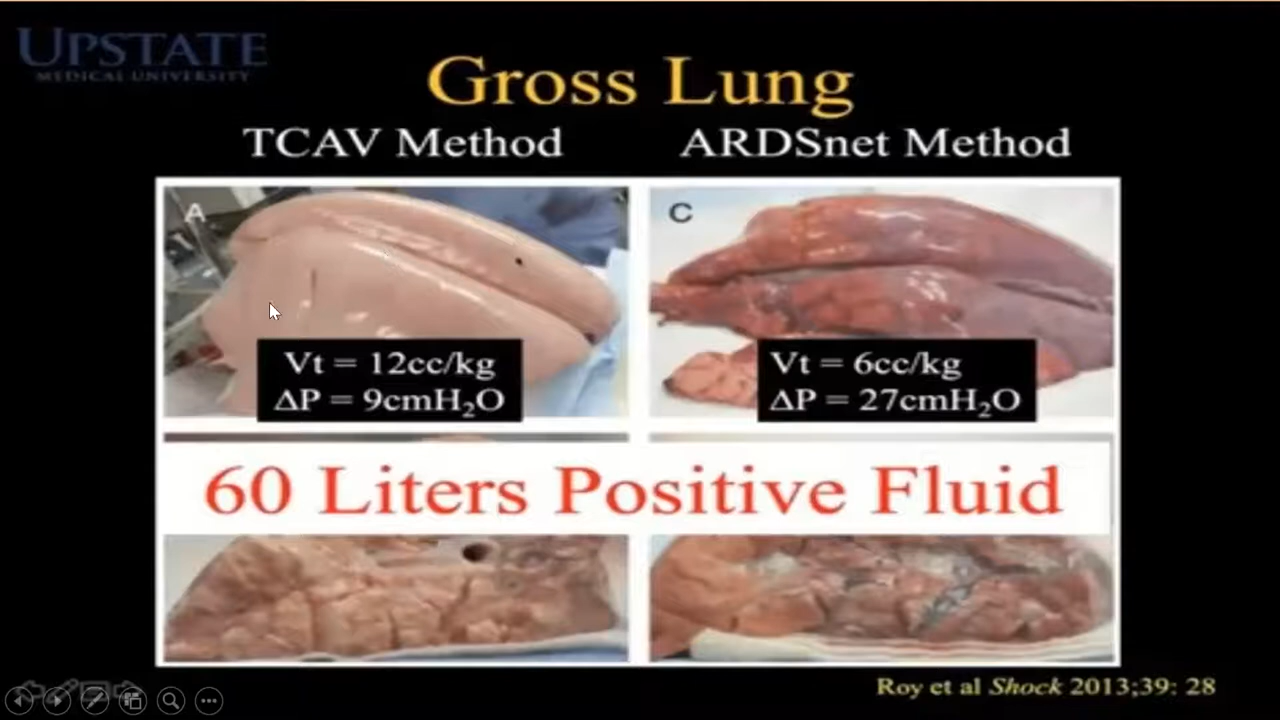 UPSTATE
MEDICAL UNIVERSITY
Gross Lung
TCAV Method
ARDSnet Method
A
C
Vt = 12cc/kg
ΔP = 9cmH₂O
Vt = 6cc/kg
ΔP = 27cmH₂O
60 Liters Positive Fluid
Roy et al Shock 2013;39: 28